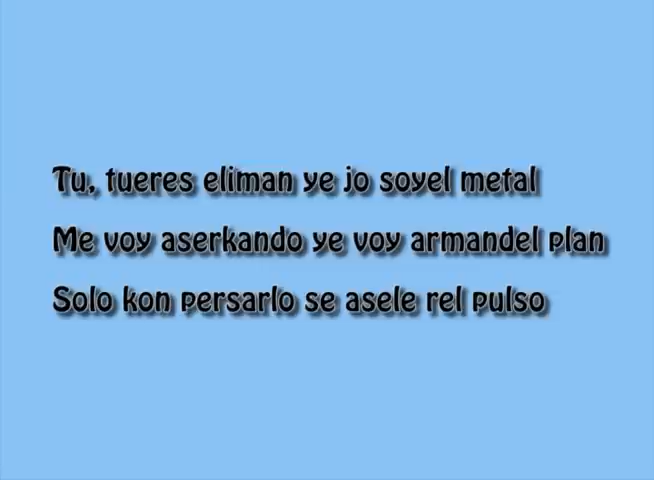 Tu, tueres eliman ye jo soyel metal
Me voy aserkando ye voy armandel plan
Solo kon persarlo se asele rel pulso